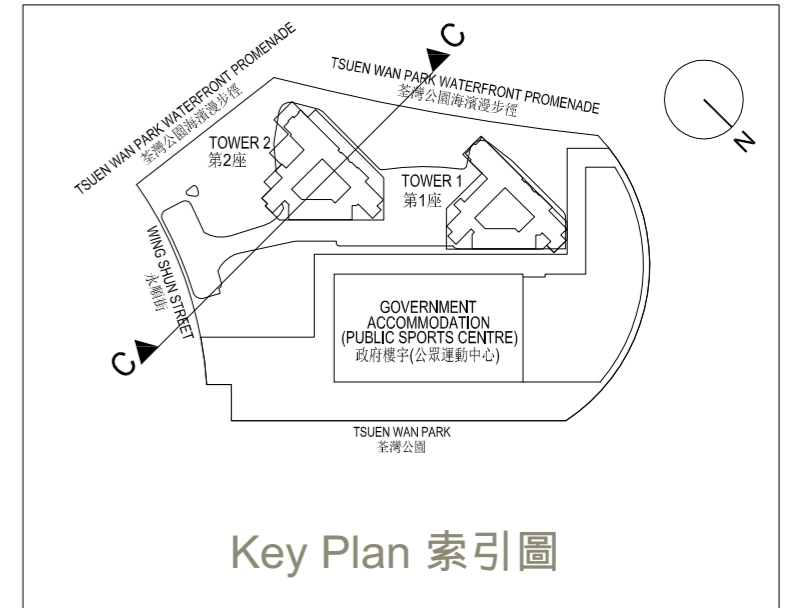 C
TSUEN WAN PARK WATERFRONT PROMENADE
荃灣公園海濱漫步徑
TSUEN WAN PARK WATERFRONT PROMENADE
荃灣公園海濱漫步徑
N
TOWER 2
第2座
TOWER 1
第1座
WING SHUN STREET
永順街
C
GOVERNMENT
ACCOMMODATION
(PUBLIC SPORTS CENTRE)
政府樓宇(公眾運動中心)
TSUEN WAN PARK
荃灣公園
Key Plan 索引圖